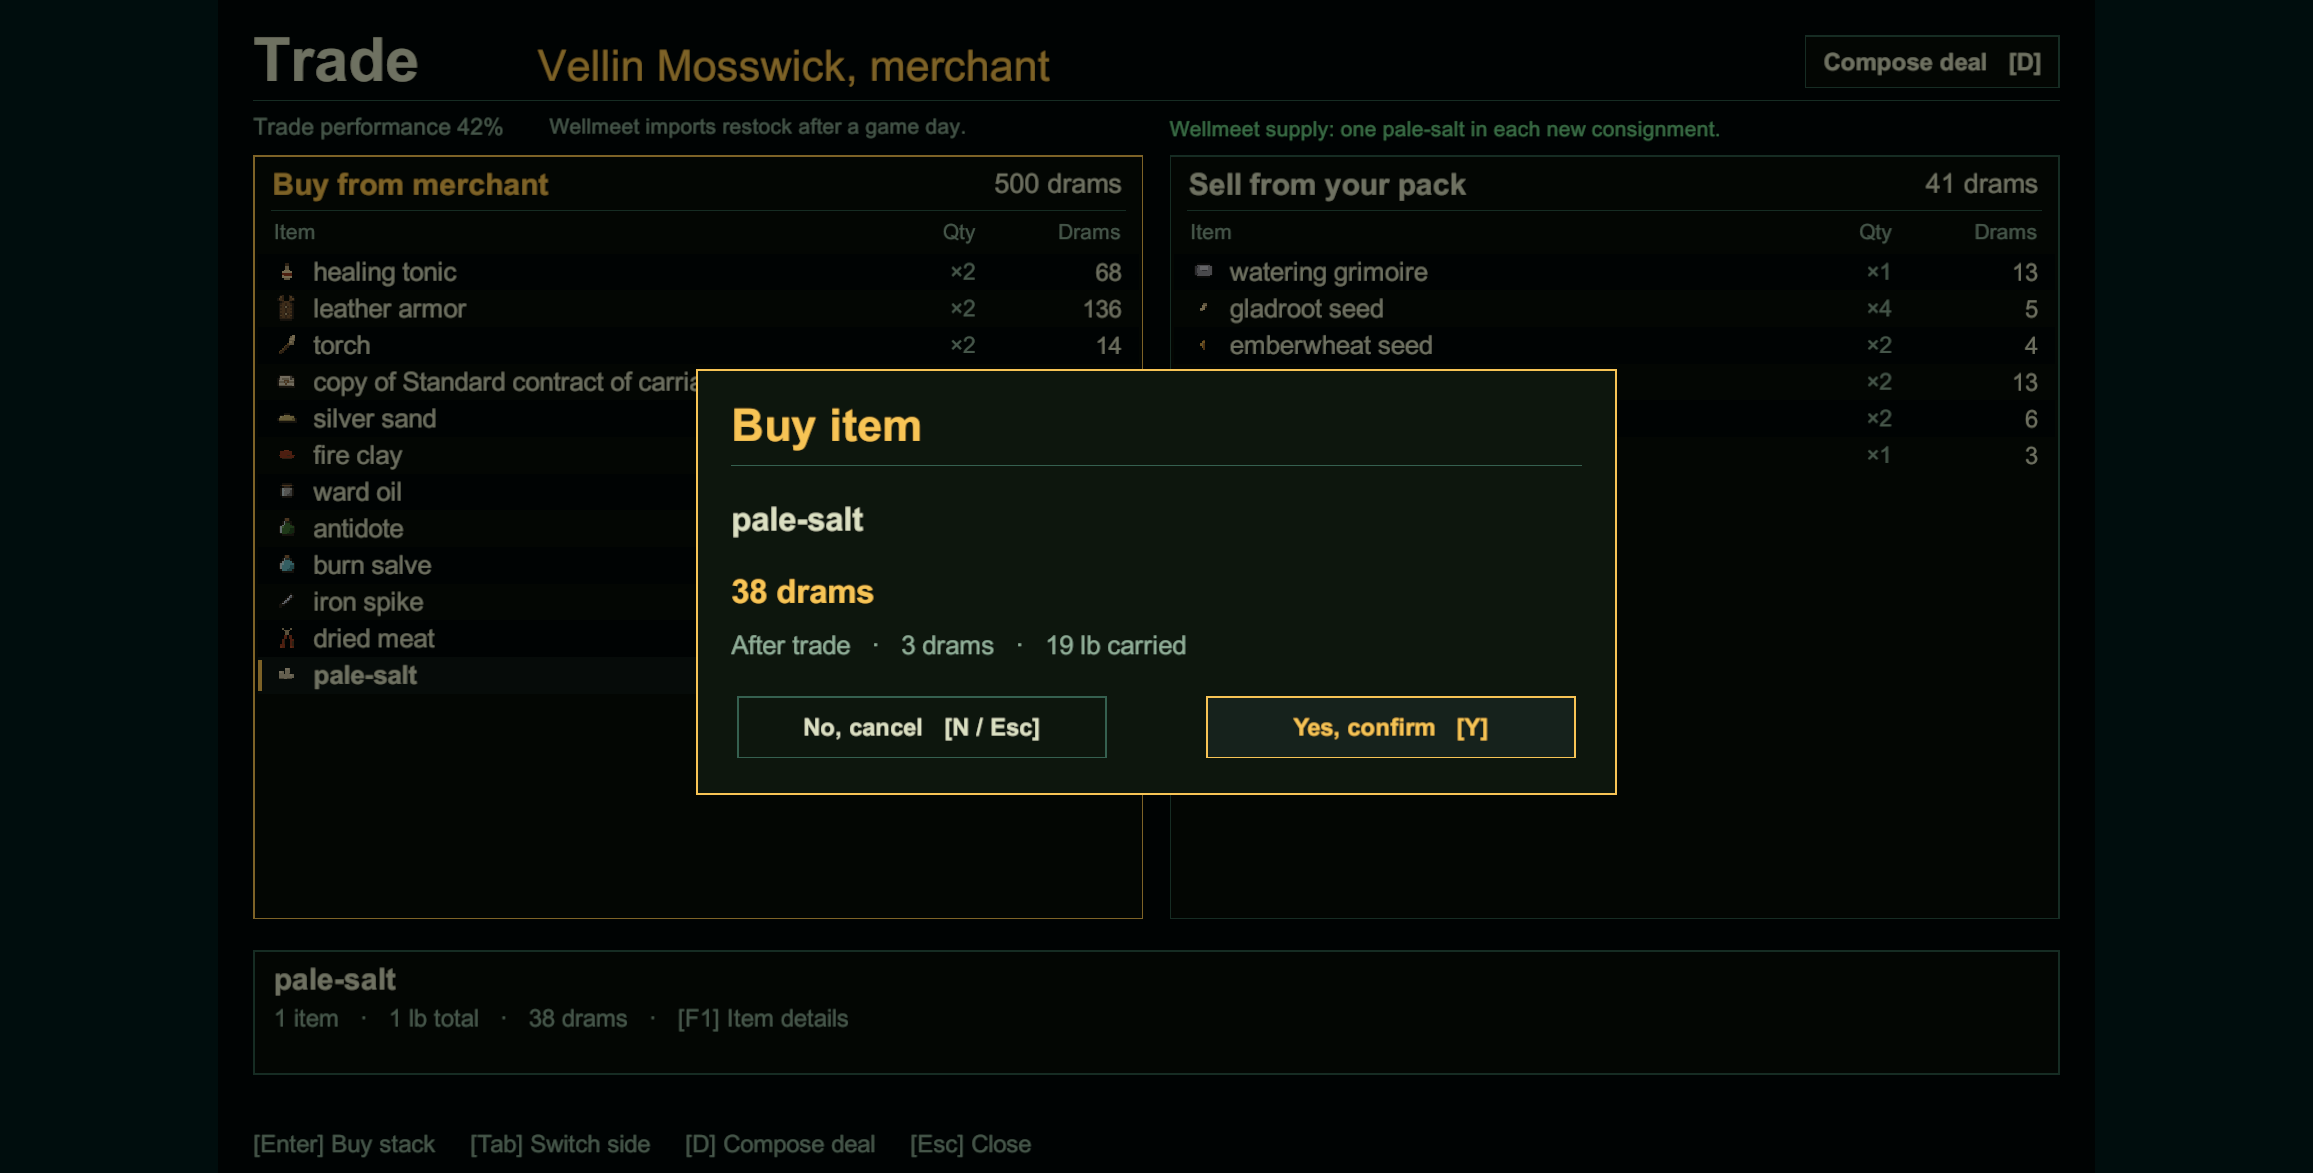 Trade Vellin Mosswick, merchant Compose deal [D]
Trade performance 42% Wellmeet imports restock after a game day. Wellmeet supply: one pale-salt in each new consignment.
Buy from merchant 500 drams
Item Qty Drams
healing tonic ×2 68
leather armor ×2 136
torch ×2 14
copy of Standard contract of carria
silver sand
fire clay
ward oil
antidote
burn salve
iron spike
dried meat
pale-salt
Sell from your pack 41 drams
Item Qty Drams
watering grimoire ×1 13
gladroot seed ×4 5
emberwheat seed ×2 4
×2 13
×2 6
×1 3
Buy item
pale-salt
38 drams
After trade · 3 drams · 19 lb carried
No, cancel [N / Esc] Yes, confirm [Y]
pale-salt
1 item · 1 lb total · 38 drams · [F1] Item details
[Enter] Buy stack [Tab] Switch side [D] Compose deal [Esc] Close